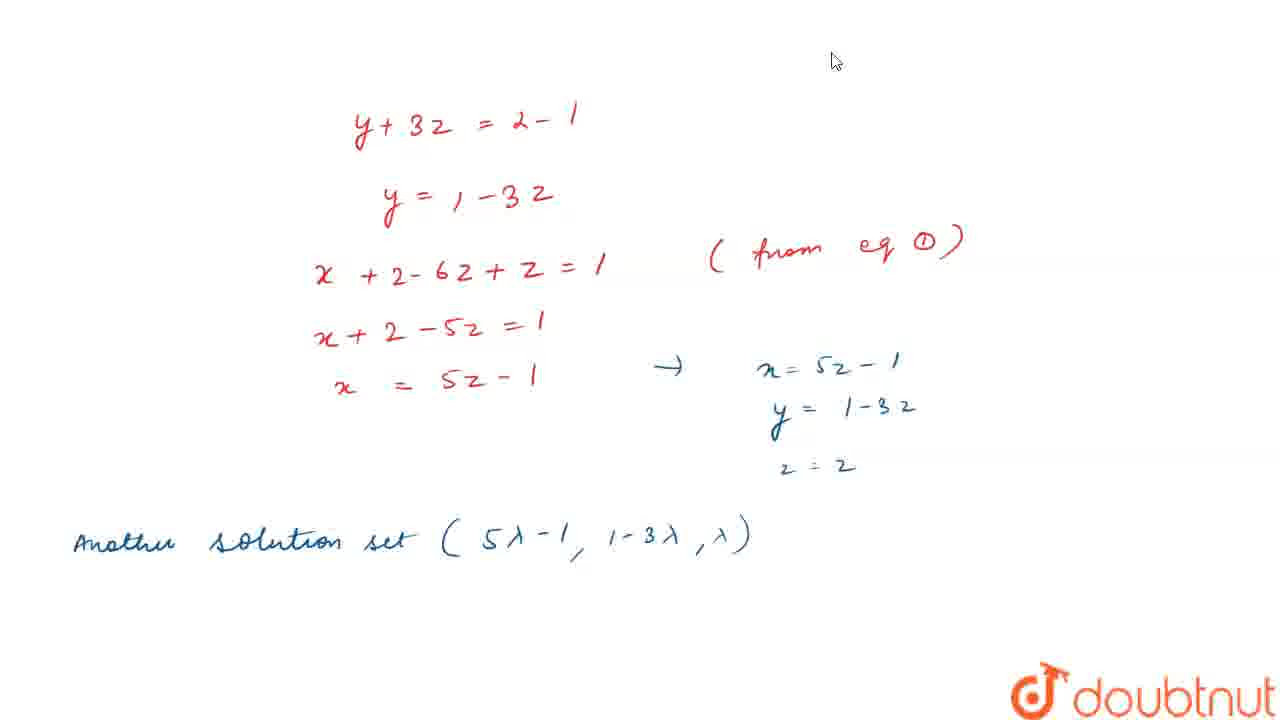 y + 3z = 2 - 1
y = 1 - 3z
x + 2 - 6z + z = 1 ( from eq ① )
x + 2 - 5z = 1
x = 5z - 1 → x = 5z - 1
y = 1 - 3z
z = z
Another solution set ( 5λ - 1 , 1 - 3λ , λ )
doubtnut